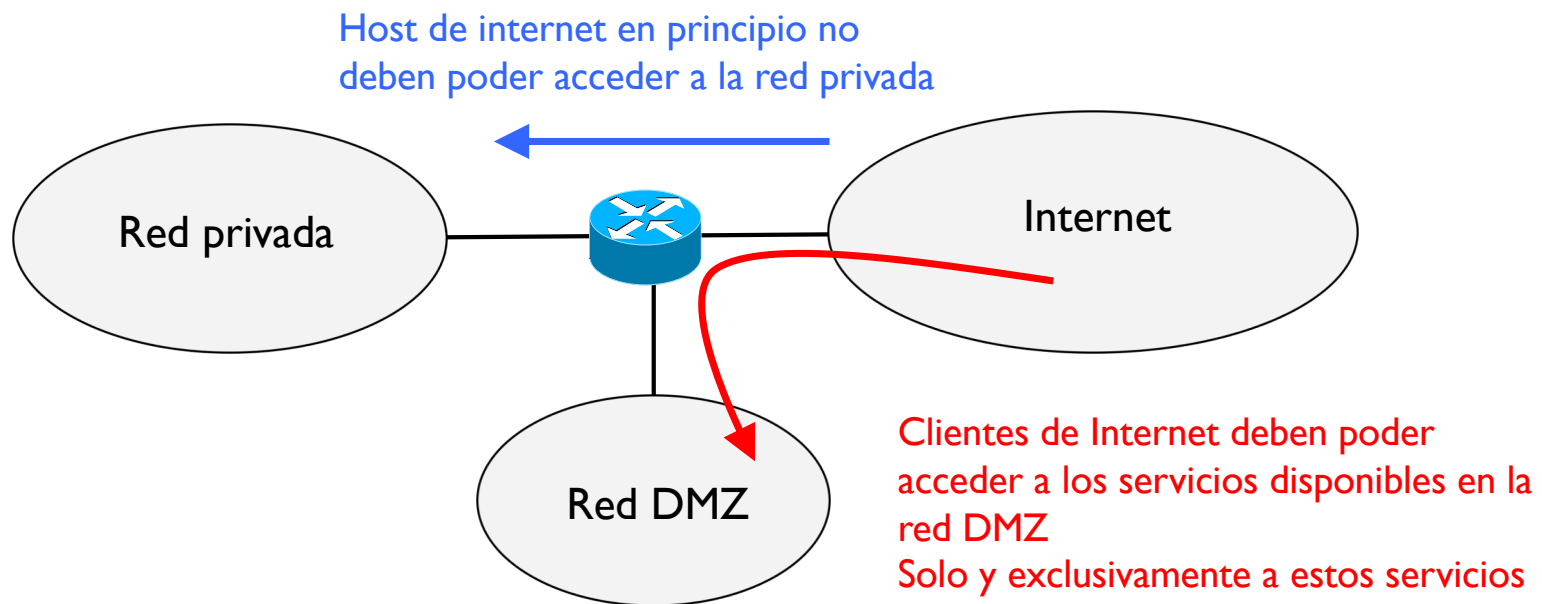 Host de internet en principio no
deben poder acceder a la red privada
Red privada
Internet
Red DMZ
Clientes de Internet deben poder
acceder a los servicios disponibles en la
red DMZ
Solo y exclusivamente a estos servicios